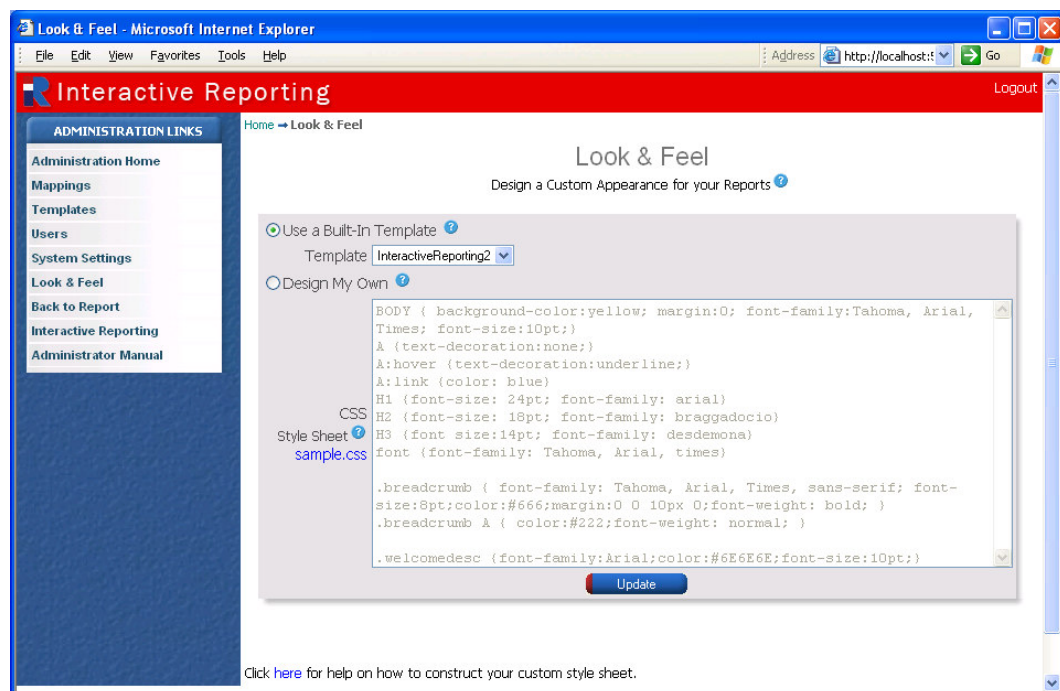 Look & Feel - Microsoft Internet Explorer
File Edit View Favorites Tools Help
Address http://localhost: Go
Interactive Reporting
Logout
ADMINISTRATION LINKS
Administration Home
Mappings
Templates
Users
System Settings
Look & Feel
Back to Report
Interactive Reporting
Administrator Manual
Home → Look & Feel
Look & Feel
Design a Custom Appearance for your Reports ?
Use a Built-In Template ?
Template InteractiveReporting2
Design My Own ?
CSS
Style Sheet ?
sample.css
BODY { background-color:yellow; margin:0; font-family:Tahoma, Arial,
Times; font-size:10pt;}
A {text-decoration:none;}
A:hover {text-decoration:underline;}
A:link {color: blue}
H1 {font-size: 24pt; font-family: arial}
H2 {font-size: 18pt; font-family: braggadocio}
H3 {font size:14pt; font-family: desdemona}
font {font-family: Tahoma, Arial, times}
.breadcrumb { font-family: Tahoma, Arial, Times, sans-serif; font-
size:8pt;color:#666;margin:0 0 10px 0;font-weight: bold; }
.breadcrumb A { color:#222;font-weight: normal; }
.welcomedesc {font-family:Arial;color:#6E6E6E;font-size:10pt;}
Update
Click here for help on how to construct your custom style sheet.